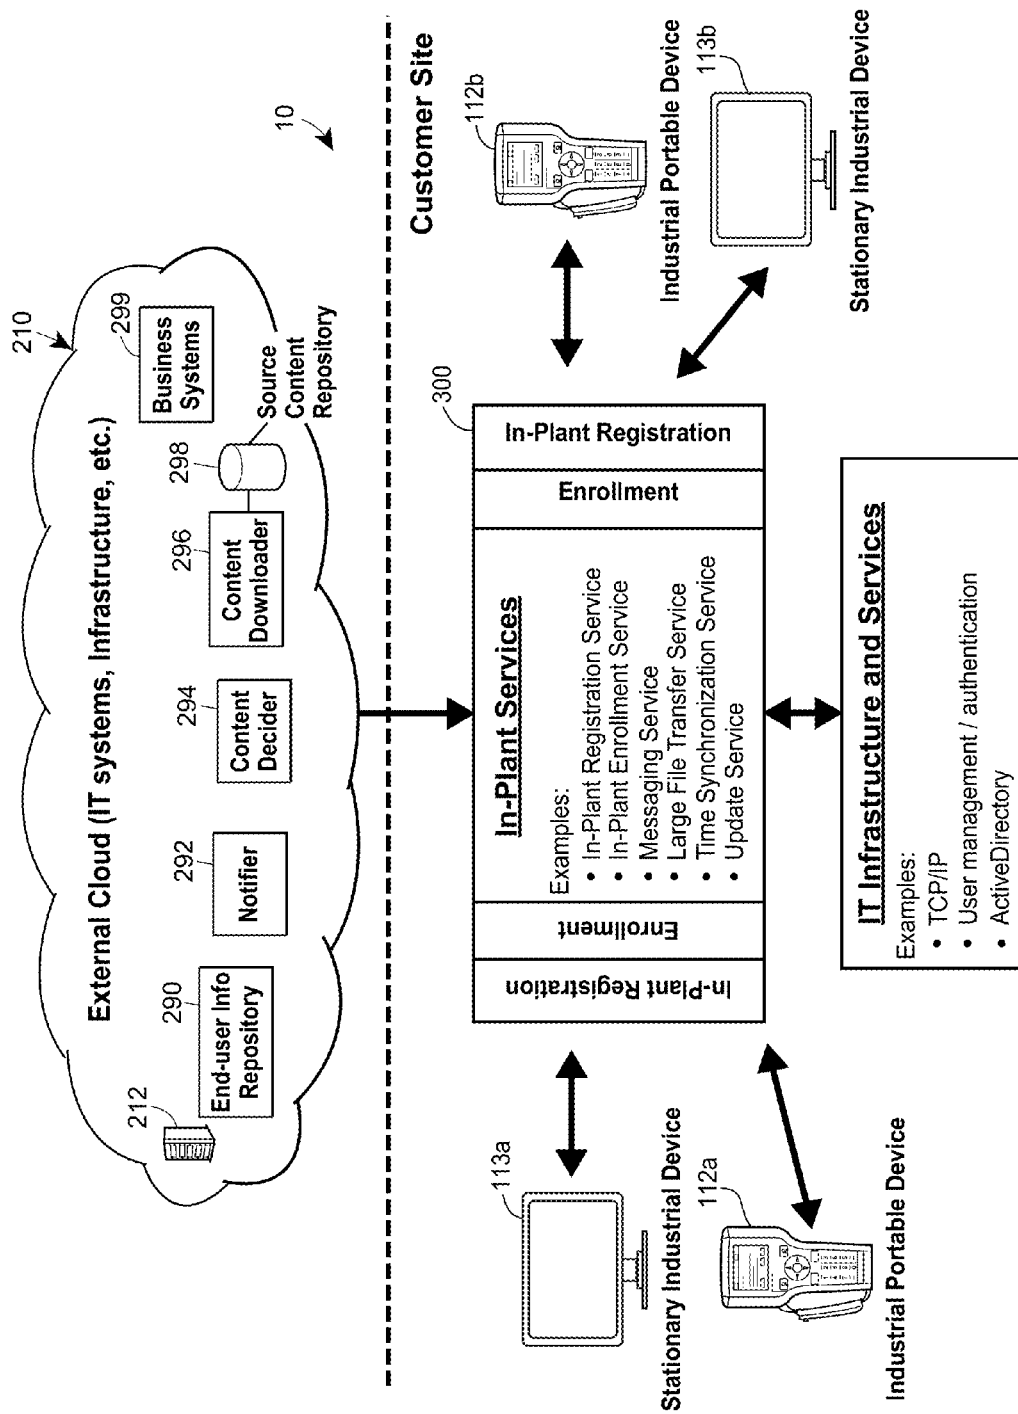 10
210
External Cloud (IT systems, Infrastructure, etc.)
212
290
End-user Info
Repository
292
Notifier
294
Content
Decider
296
Content
Downloader
298
Source
Content
Repository
299
Business
Systems
Customer Site
113a
Stationary Industrial Device
112a
Industrial Portable Device
300
In-Plant Registration
Enrollment
In-Plant Services
Examples:
• In-Plant Registration Service
• In-Plant Enrollment Service
• Messaging Service
• Large File Transfer Service
• Time Synchronization Service
• Update Service
Enrollment
In-Plant Registration
112b
Industrial Portable Device
113b
Stationary Industrial Device
IT Infrastructure and Services
Examples:
• TCP/IP
• User management / authentication
• ActiveDirectory